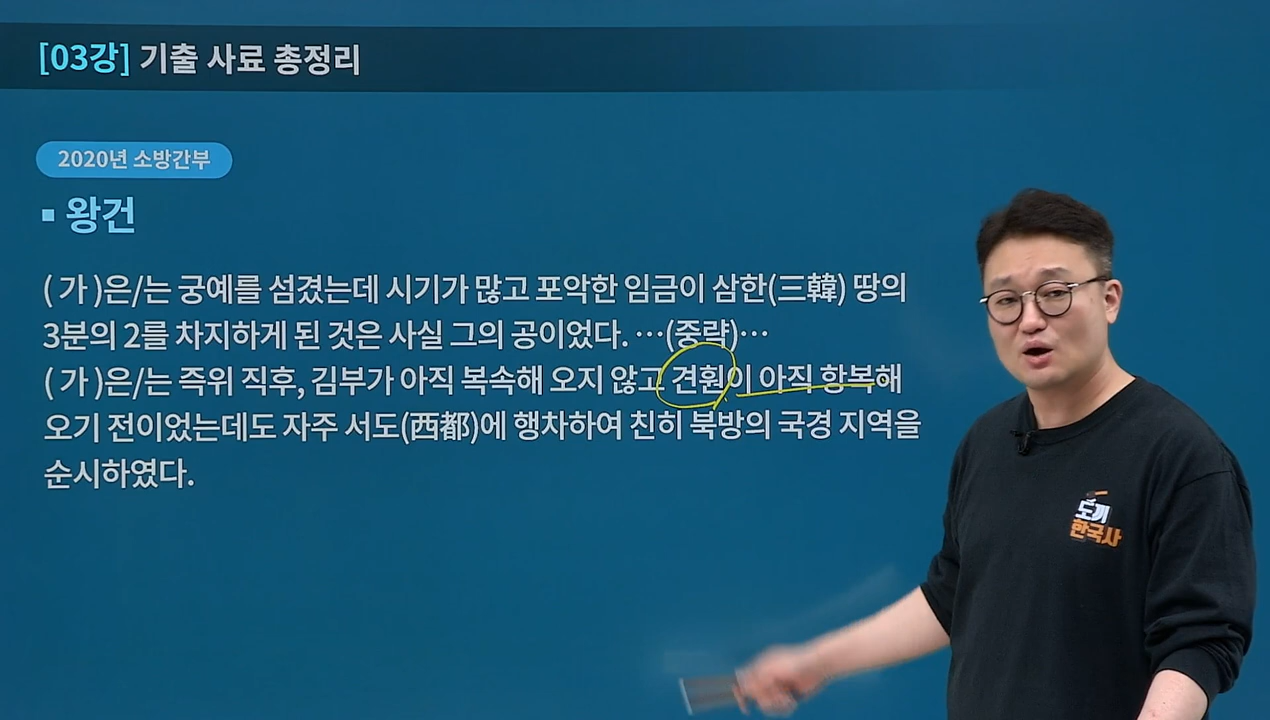 [03강] 기출 사료 총정리
2020년 소방간부
▪ 왕건
( 가 )은/는 궁예를 섬겼는데 시기가 많고 포악한 임금이 삼한(三韓) 땅의
3분의 2를 차지하게 된 것은 사실 그의 공이었다. …(중략)…
( 가 )은/는 즉위 직후, 김부가 아직 복속해 오지 않고 견훤이 아직 항복해
오기 전이었는데도 자주 서도(西都)에 행차하여 친히 북방의 국경 지역을
순시하였다.
도끼
한국사